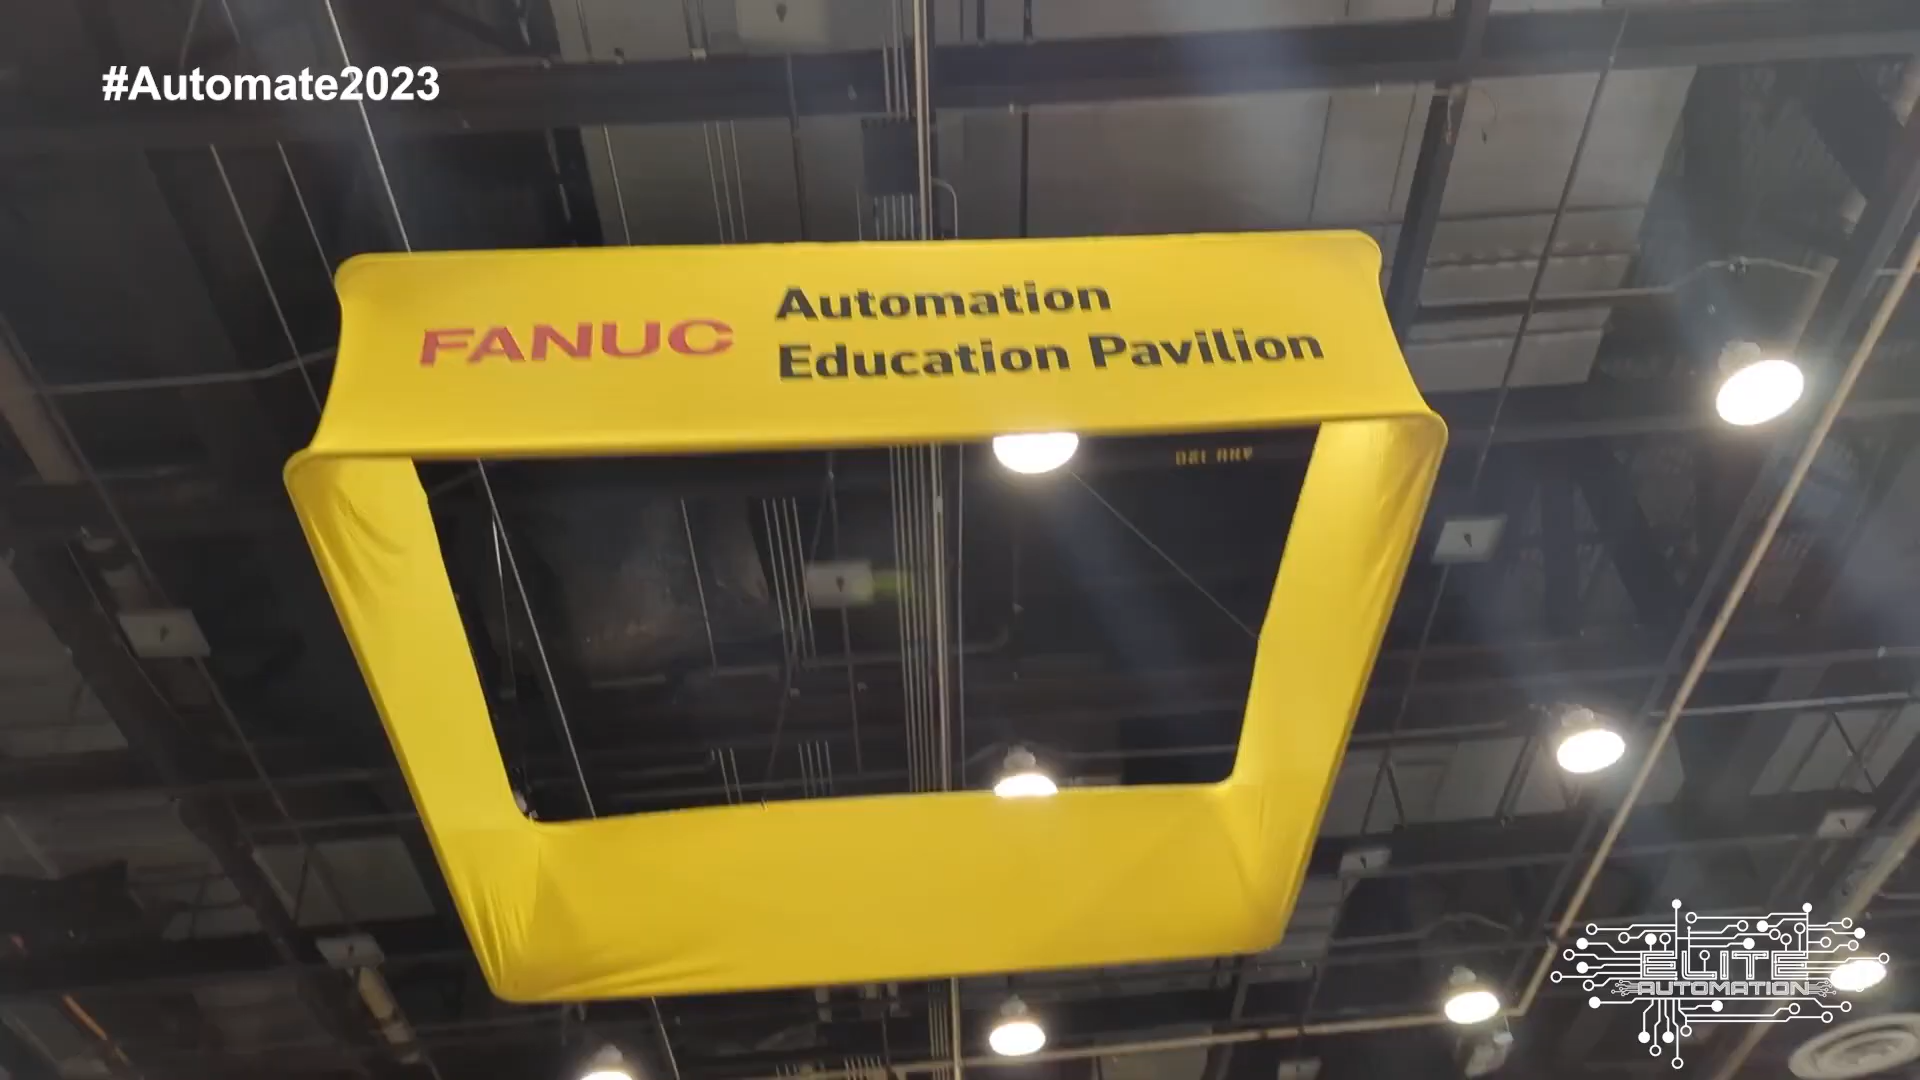 #Automate2023
FANUC
Automation
Education Pavilion
ELITE
AUTOMATION